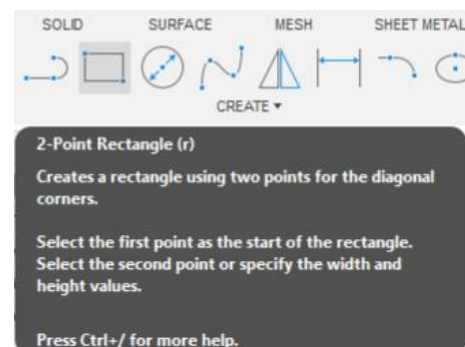 SOLID SURFACE MESH SHEET METAL
CREATE ▾
2-Point Rectangle (r)
Creates a rectangle using two points for the diagonal
corners.
Select the first point as the start of the rectangle.
Select the second point or specify the width and
height values.
Press Ctrl+/ for more help.